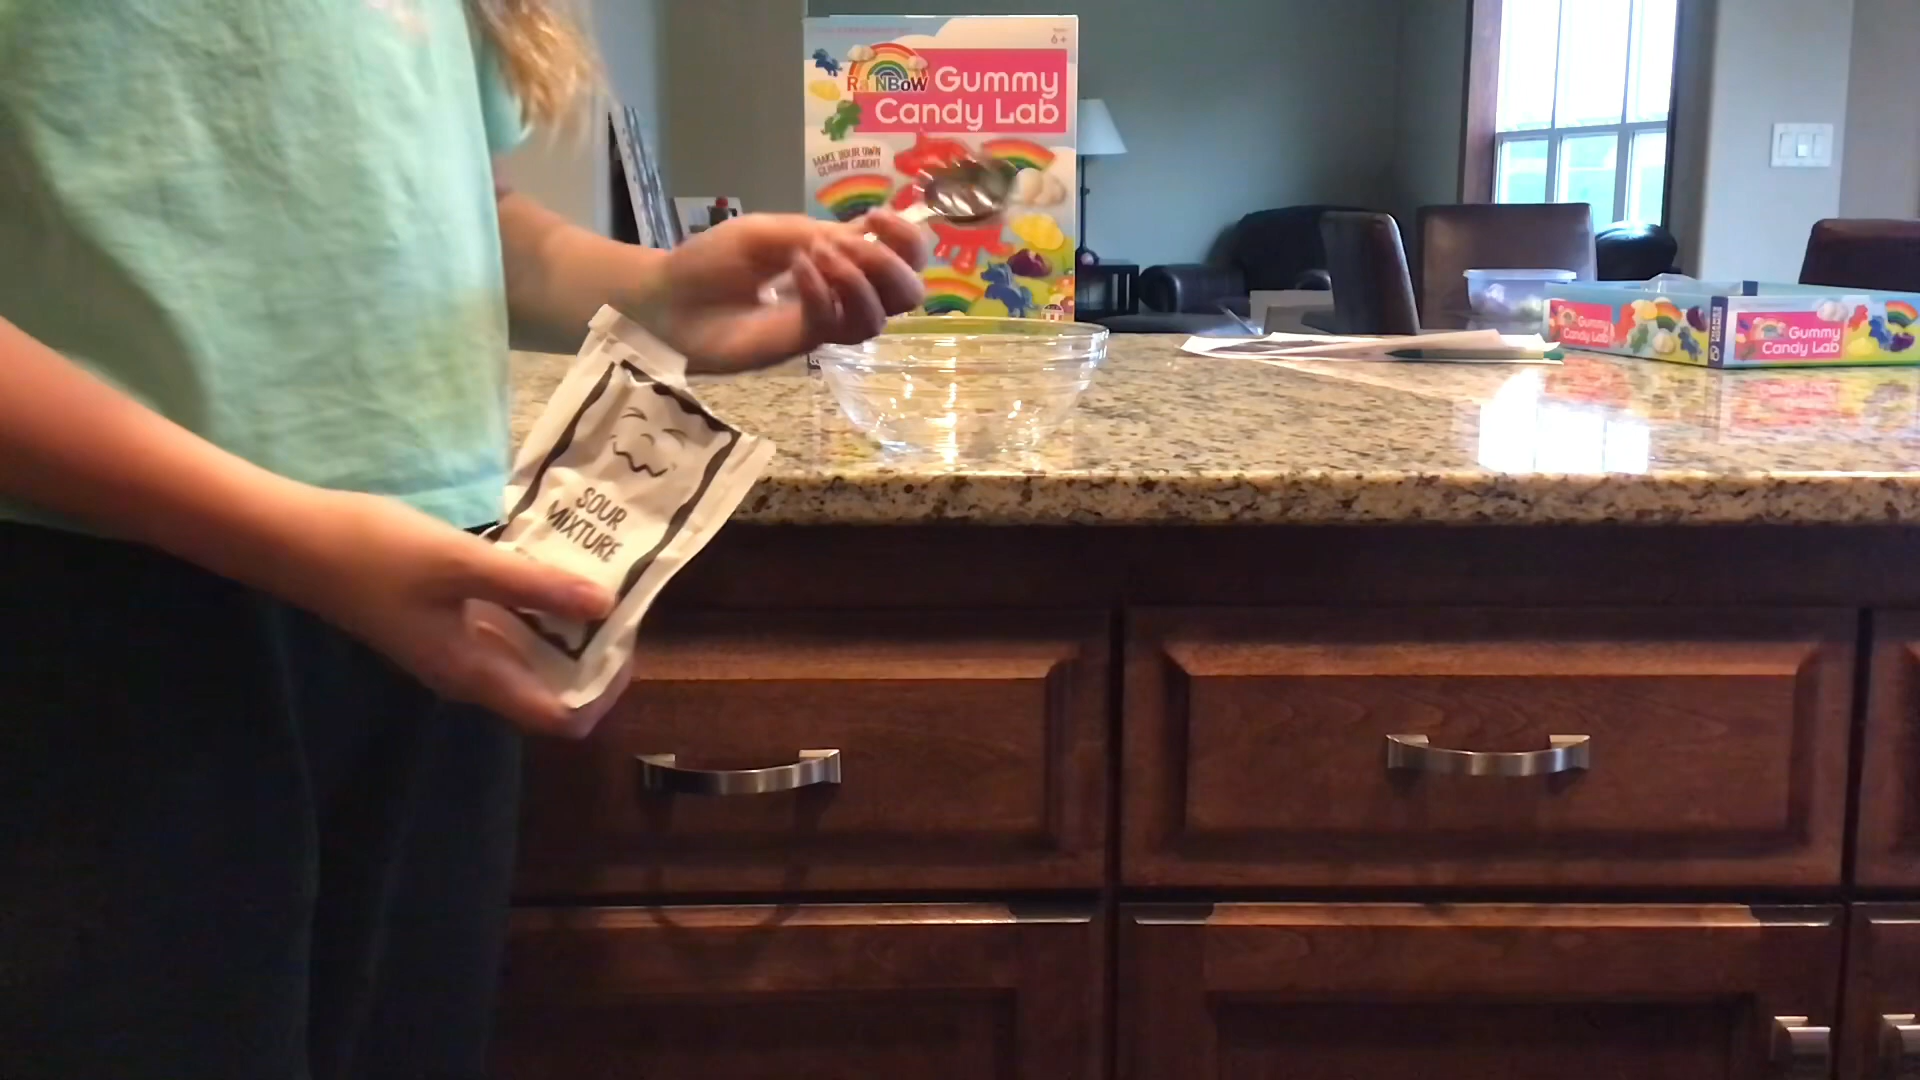 6+
RAiNBoW Gummy
Candy Lab
MAKE YOUR OWN
GUMMY CANDY!
SOUR
MiXTURE
Gummy
Candy Lab
Gummy
Candy Lab